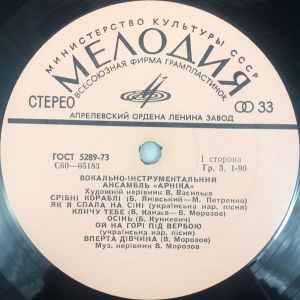 МИНИСТЕРСТВО КУЛЬТУРЫ СССР
МЕЛОДИЯ
ВСЕСОЮЗНАЯ ФИРМА ГРАМПЛАСТИНОК
СТЕРЕО
33
АПРЕЛЕВСКИЙ ОРДЕНА ЛЕНИНА ЗАВОД
ГОСТ 5289-73
С60—05183
1 сторона
Гр. 3. 1-90
ВОКАЛЬНО-ІНСТРУМЕНТАЛЬНИЙ
АНСАМБЛЬ «АРНІКА»
Художній керівник В. Васильєв
СРІБНІ КОРАБЛІ (Б. Янівський — М. Петренко)
ЯК Я СПАЛА НА СІНІ (українська нар. пісня)
КЛИЧУ ТЕБЕ (В. Канаєв — В. Морозов)
ОСІНЬ (Б. Кункевич)
ОЙ НА ГОРІ ПІД ВЕРБОЮ
(українська нар. пісня)
ВПЕРТА ДІВЧИНА (В. Морозов)
Муз. керівник В. Морозов